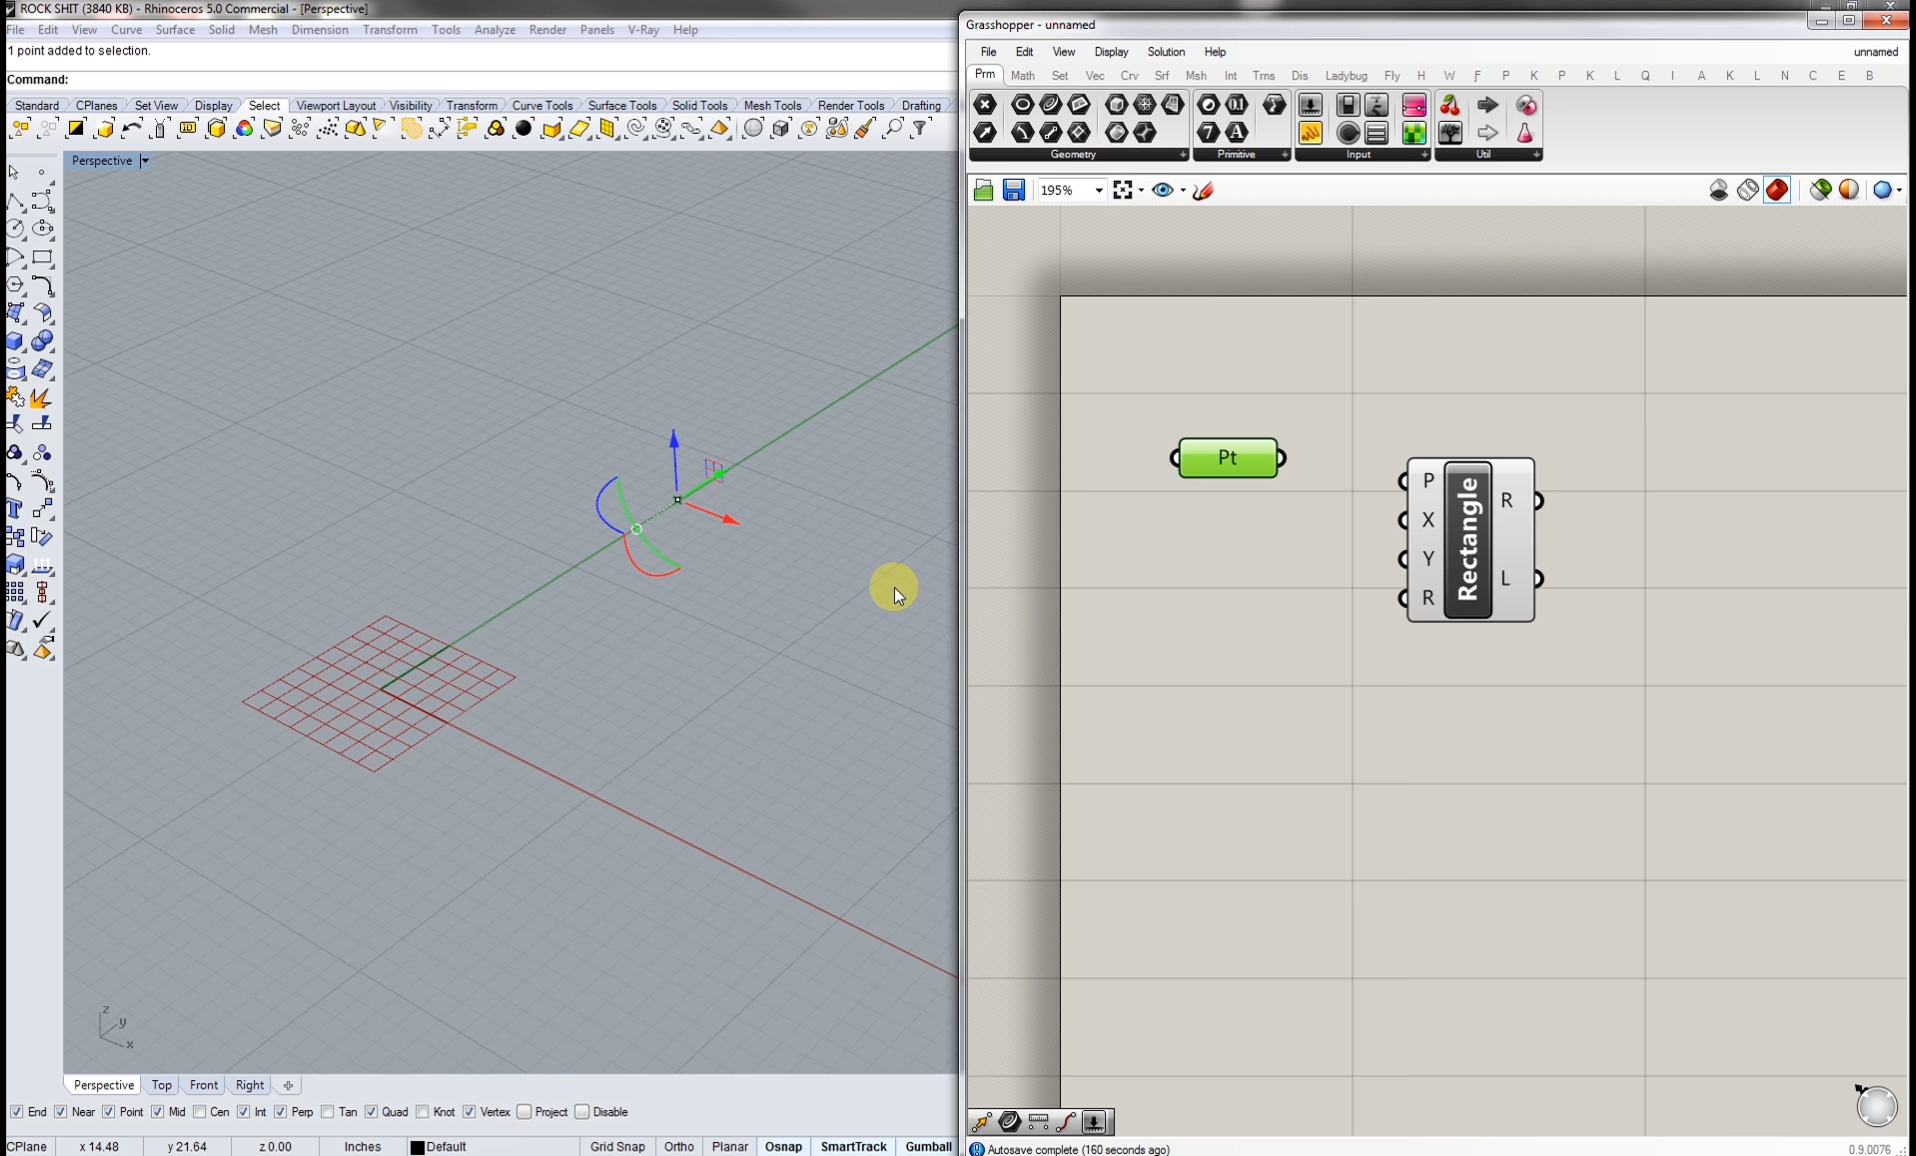 ROCK SHIT (3840 KB) - Rhinoceros 5.0 Commercial - [Perspective]
File Edit View Curve Surface Solid Mesh Dimension Transform Tools Analyze Render Panels V-Ray Help
1 point added to selection.
Command:
Standard CPlanes Set View Display Select Viewport Layout Visibility Transform Curve Tools Surface Tools Solid Tools Mesh Tools Render Tools Drafting
Perspective
z
y
x
Perspective Top Front Right
End Near Point Mid Cen Int Perp Tan Quad Knot Vertex Project Disable
CPlane x 14.48 y 21.64 z 0.00 Inches Default Grid Snap Ortho Planar Osnap SmartTrack Gumball
Grasshopper - unnamed
File Edit View Display Solution Help unnamed
Prm Math Set Vec Crv Srf Msh Int Trns Dis Ladybug Fly H W F P K P K L Q I A K L N C E B
Geometry Primitive Input Util
195%
Pt
P
X
Y
R
Rectangle
R
L
Autosave complete (160 seconds ago) 0.9.0076